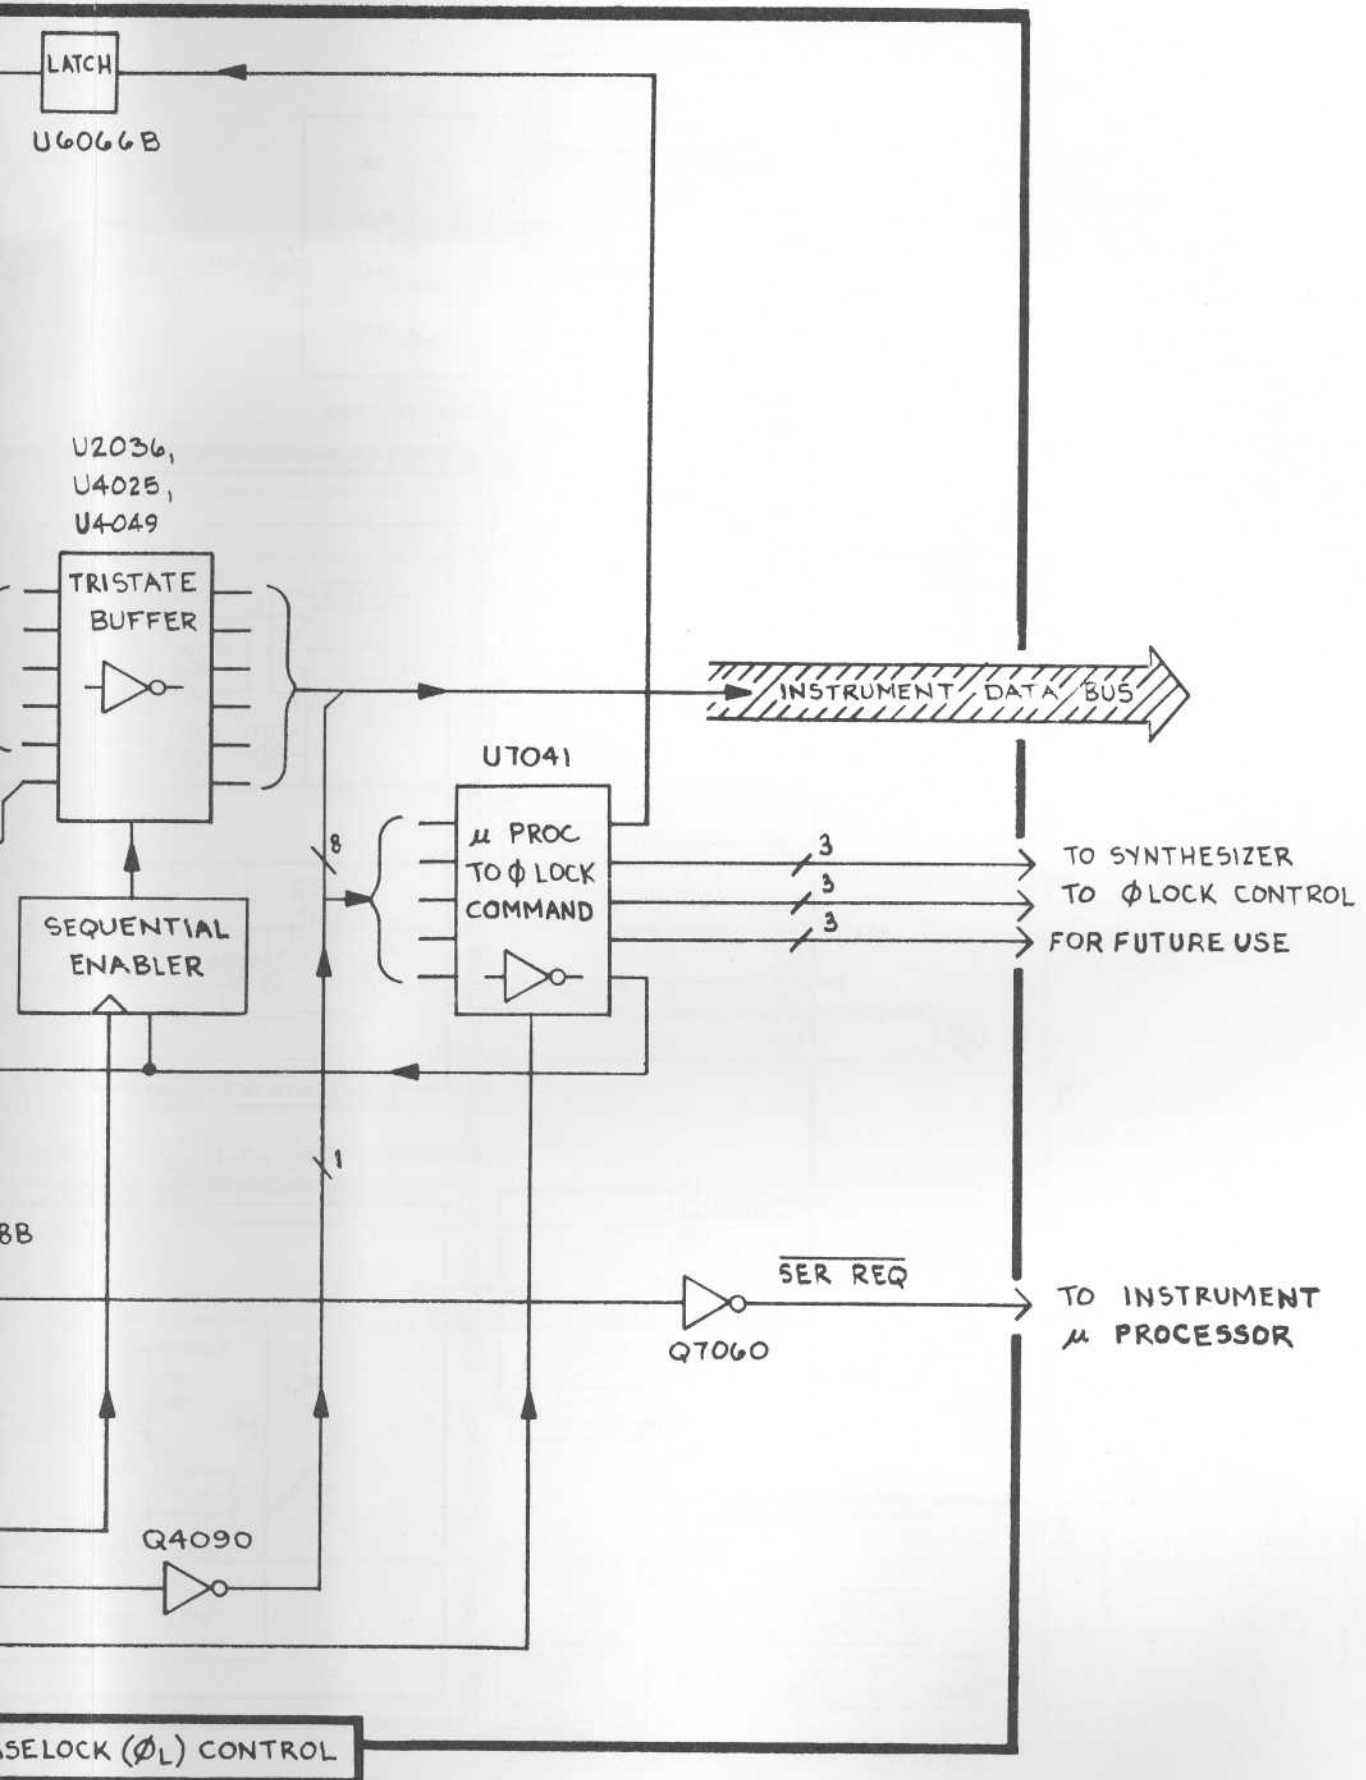 LATCH
U6066B
U2036,
U4025,
U4049
TRISTATE
BUFFER
INSTRUMENT DATA BUS
U7041
μ PROC
TO ϕ LOCK
COMMAND
8
3
TO SYNTHESIZER
3
TO ϕLOCK CONTROL
3
FOR FUTURE USE
SEQUENTIAL
ENABLER
1
8B
SER REQ
TO INSTRUMENT
μ PROCESSOR
Q7060
Q4090
ASELOCK (ϕL) CONTROL